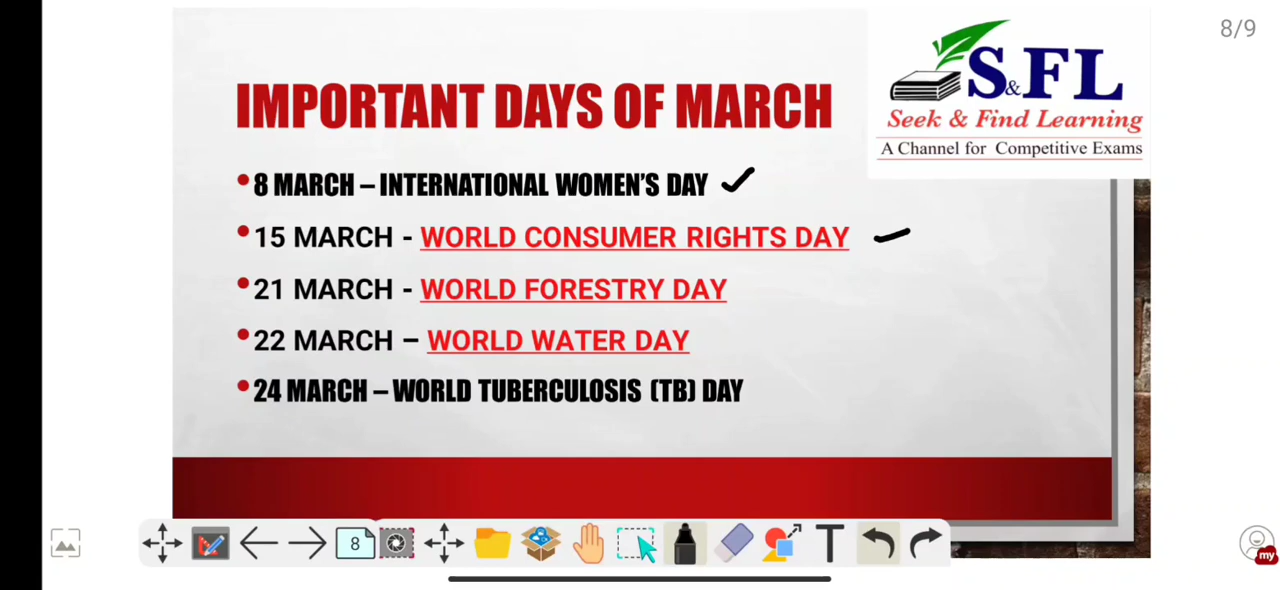 8/9
S&FL
Seek & Find Learning
A Channel for Competitive Exams
IMPORTANT DAYS OF MARCH
•8 MARCH – INTERNATIONAL WOMEN'S DAY
•15 MARCH - WORLD CONSUMER RIGHTS DAY
•21 MARCH - WORLD FORESTRY DAY
•22 MARCH – WORLD WATER DAY
•24 MARCH – WORLD TUBERCULOSIS (TB) DAY
8
T
my